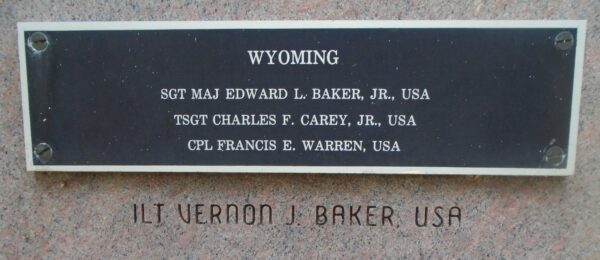 WYOMING
SGT MAJ EDWARD L. BAKER, JR., USA
TSGT CHARLES F. CAREY, JR., USA
CPL FRANCIS E. WARREN, USA
1LT VERNON J. BAKER, USA